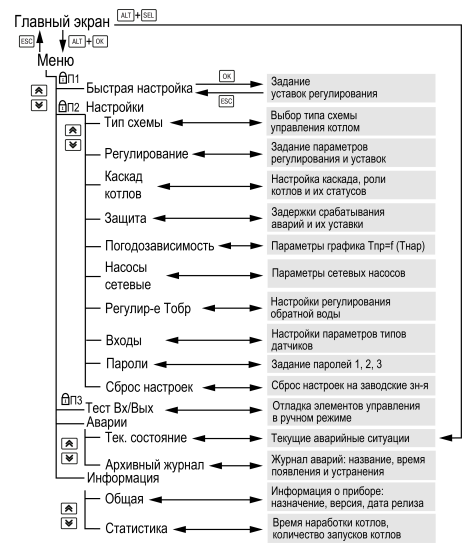 Главный экран ALT+SEL
ESC ALT+OK
Меню
П1
Быстрая настройка
OK
ESC
Задание
уставок регулирования
П2
Настройки
Тип схемы
Выбор типа схемы
управления котлом
Регулирование
Задание параметров
регулирования и уставок
Каскад
котлов
Настройка каскада, роли
котлов и их статусов
Защита
Задержки срабатывания
аварий и их уставки
Погодозависимость
Параметры графика Тпр=f (Тнар)
Насосы
сетевые
Параметры сетевых насосов
Регулир-е Тобр
Настройки регулирования
обратной воды
Входы
Настройки параметров типов
датчиков
Пароли
Задание паролей 1, 2, 3
Сброс настроек
Сброс настроек на заводские зн-я
П3
Тест Вх/Вых
Отладка элементов управления
в ручном режиме
Аварии
Тек. состояние
Текущие аварийные ситуации
Архивный журнал
Журнал аварий: название, время
появления и устранения
Информация
Общая
Информация о приборе:
назначение, версия, дата релиза
Статистика
Время наработки котлов,
количество запусков котлов